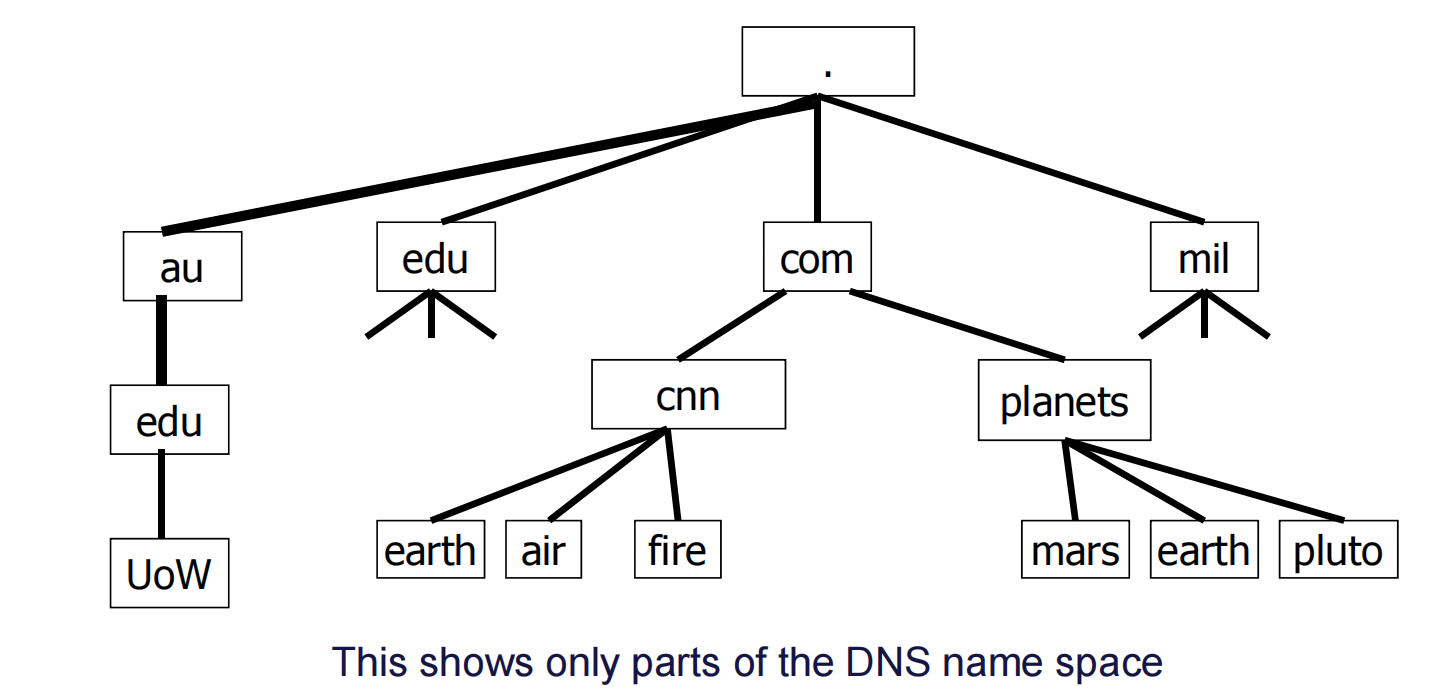 .
au edu com mil
edu cnn planets
earth air fire mars earth pluto
UoW
This shows only parts of the DNS name space